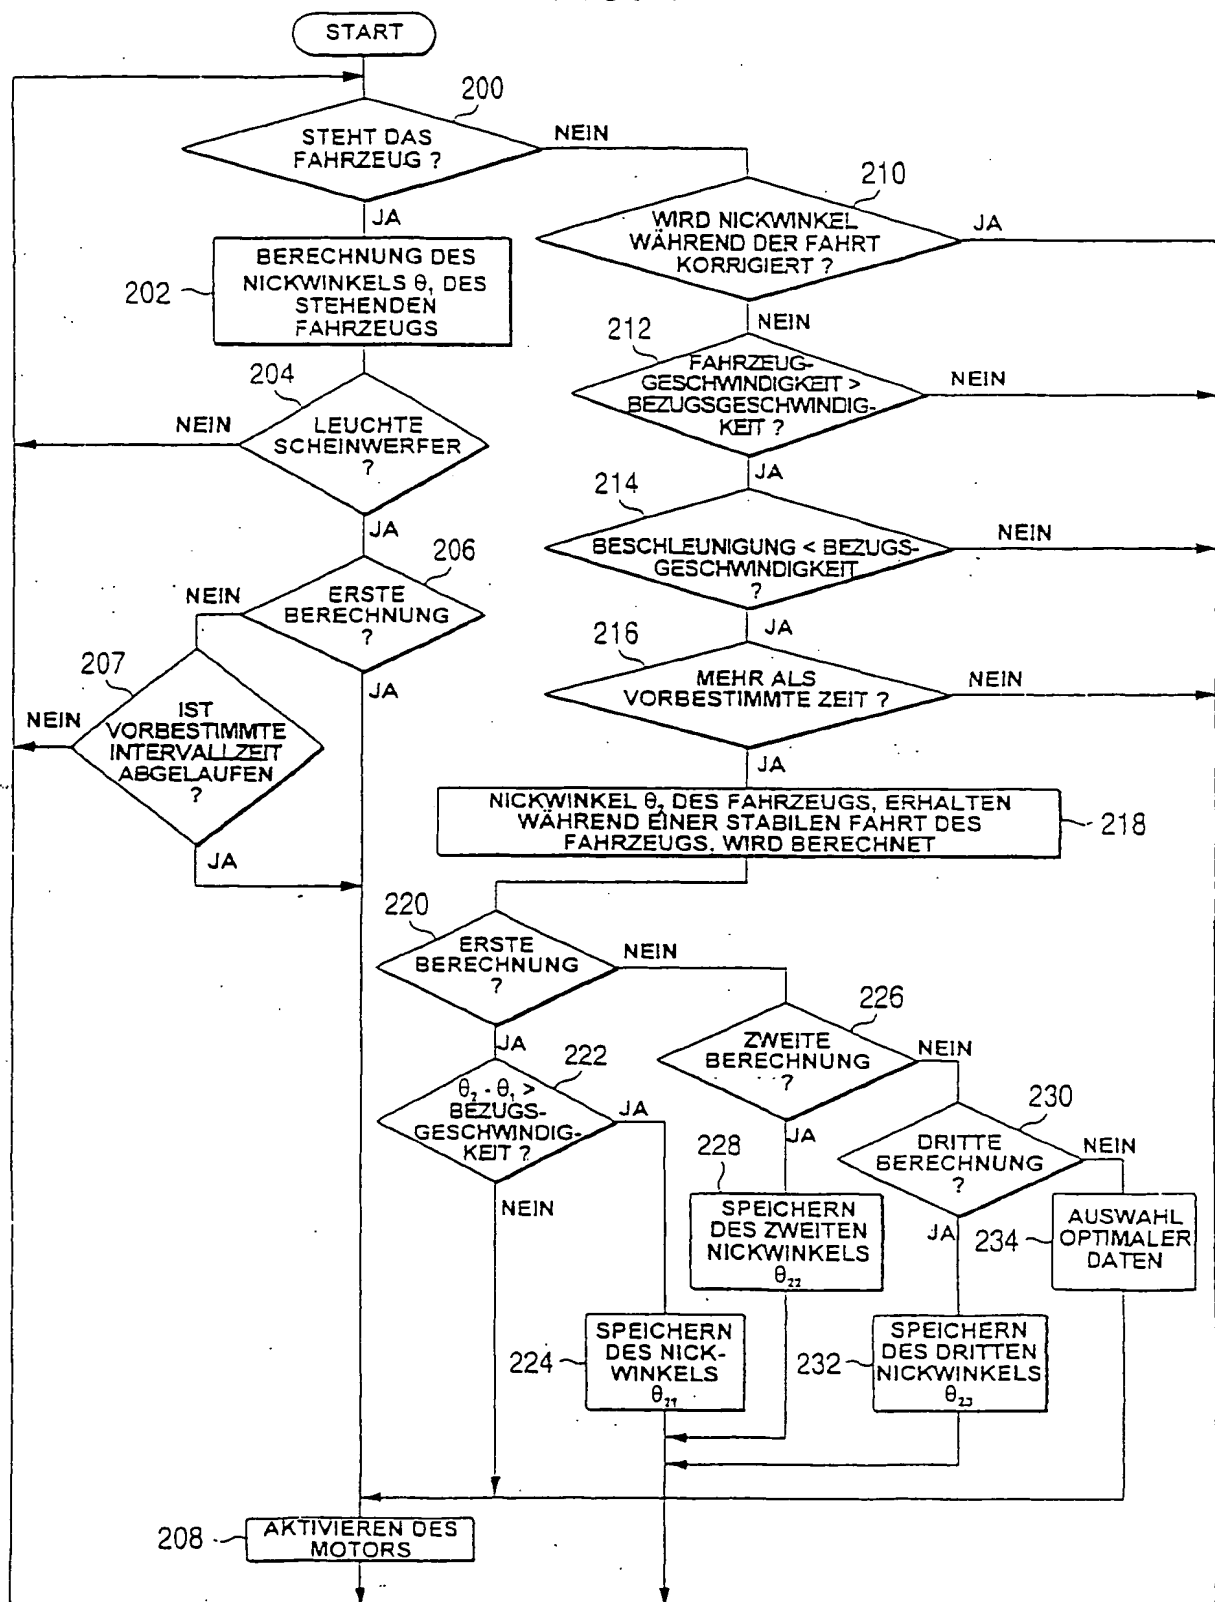 START
200
STEHT DAS
FAHRZEUG ?
NEIN
JA
210
WIRD NICKWINKEL
WÄHREND DER FAHRT
KORRIGIERT ?
JA
NEIN
202
BERECHNUNG DES
NICKWINKELS θ₁ DES
STEHENDEN
FAHRZEUGS
212
FAHRZEUG-
GESCHWINDIGKEIT >
BEZUGSGESCHWINDIG-
KEIT ?
NEIN
JA
204
NEIN
LEUCHTE
SCHEINWERFER
?
JA
214
BESCHLEUNIGUNG < BEZUGS-
GESCHWINDIGKEIT
?
NEIN
JA
206
NEIN
ERSTE
BERECHNUNG
?
JA
216
MEHR ALS
VORBESTIMMTE ZEIT ?
NEIN
JA
207
NEIN
IST
VORBESTIMMTE
INTERVALLZEIT
ABGELAUFEN
?
JA
NICKWINKEL θ₂ DES FAHRZEUGS, ERHALTEN
WÄHREND EINER STABILEN FAHRT DES
FAHRZEUGS, WIRD BERECHNET
218
220
ERSTE
BERECHNUNG
?
NEIN
JA
226
ZWEITE
BERECHNUNG
?
NEIN
JA
222
θ₂ - θ₁ >
BEZUGS-
GESCHWINDIG-
KEIT ?
JA
NEIN
230
DRITTE
BERECHNUNG
?
NEIN
JA
228
SPEICHERN
DES ZWEITEN
NICKWINKELS
θ₂₂
234
AUSWAHL
OPTIMALER
DATEN
224
SPEICHERN
DES NICK-
WINKELS
θ₂₁
232
SPEICHERN
DES DRITTEN
NICKWINKELS
θ₂₃
208
AKTIVIEREN DES
MOTORS